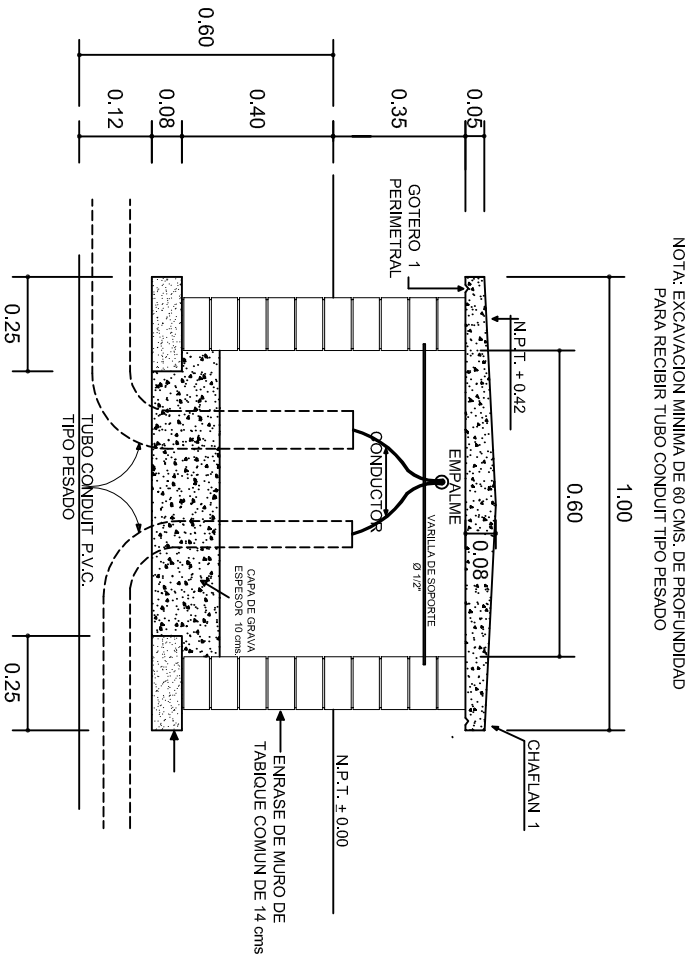 NOTA: EXCAVACION MINIMA DE 60 CMS. DE PROFUNDIDAD
PARA RECIBIR TUBO CONDUIT TIPO PESADO
1.00
0.60
CHAFLAN 1
N.P.T. + 0.42
0.05
0.08
GOTERO 1
PERIMETRAL
EMPALME
VARILLA DE SOPORTE
Ø 1/2"
0.35
CONDUCTOR
0.60
N.P.T. ± 0.00
0.40
ENRASE DE MURO DE
TABIQUE COMUN DE 14 cms
CAPA DE GRAVA
ESPESOR 10 cms.
0.08
0.12
TUBO CONDUIT P.V.C.
TIPO PESADO
0.25
0.25